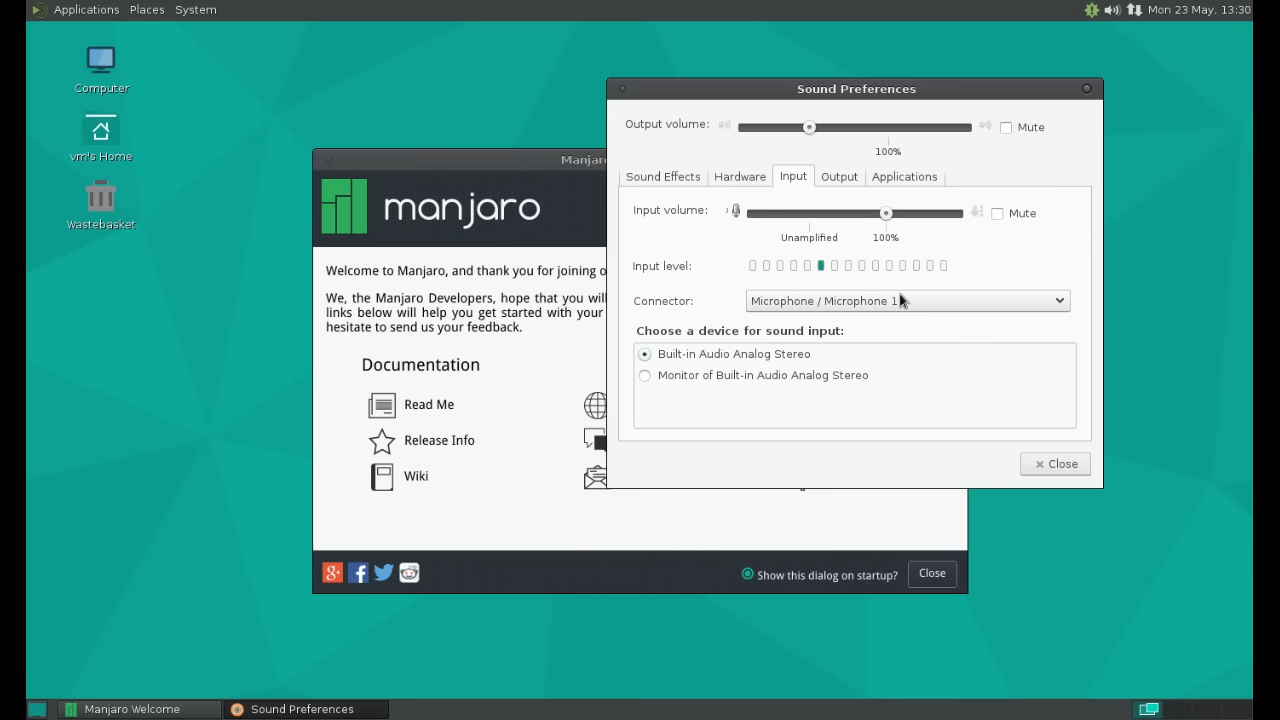 Applications Places System
Mon 23 May, 13:30
Computer
vm's Home
Wastebasket
Sound Preferences
Output volume:
Mute
100%
Sound Effects Hardware Input Output Applications
Input volume:
Mute
Unamplified 100%
Input level:
Connector:
Microphone / Microphone 1
Choose a device for sound input:
Built-in Audio Analog Stereo
Monitor of Built-in Audio Analog Stereo
Close
manjaro
Welcome to Manjaro, and thank you for joining
We, the Manjaro Developers, hope that you will
links below will help you get started with your
hesitate to send us your feedback.
Documentation
Read Me
Release Info
Wiki
g+
Show this dialog on startup?
Close
Manjaro Welcome
Sound Preferences